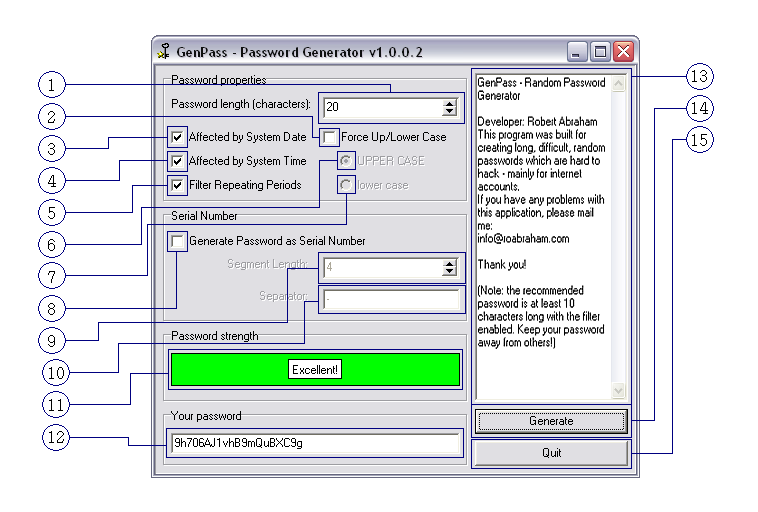 GenPass - Password Generator v1.0.0.2
1
2
3
4
5
6
7
8
9
10
11
12
13
14
15
Password properties
Password length (characters):
20
Affected by System Date
Force Up/Lower Case
Affected by System Time
UPPER CASE
Filter Repeating Periods
lower case
Serial Number
Generate Password as Serial Number
Segment Length:
4
Separator:
-
Password strength
Excellent!
Your password
9h706AJ1vhB9mQuBXC9g
GenPass - Random Password
Generator
Developer: Robert Abraham
This program was built for
creating long, difficult, random
passwords which are hard to
hack - mainly for internet
accounts.
If you have any problems with
this application, please mail
me:
info@roabraham.com
Thank you!
(Note: the recommended
password is at least 10
characters long with the filter
enabled. Keep your password
away from others!)
Generate
Quit